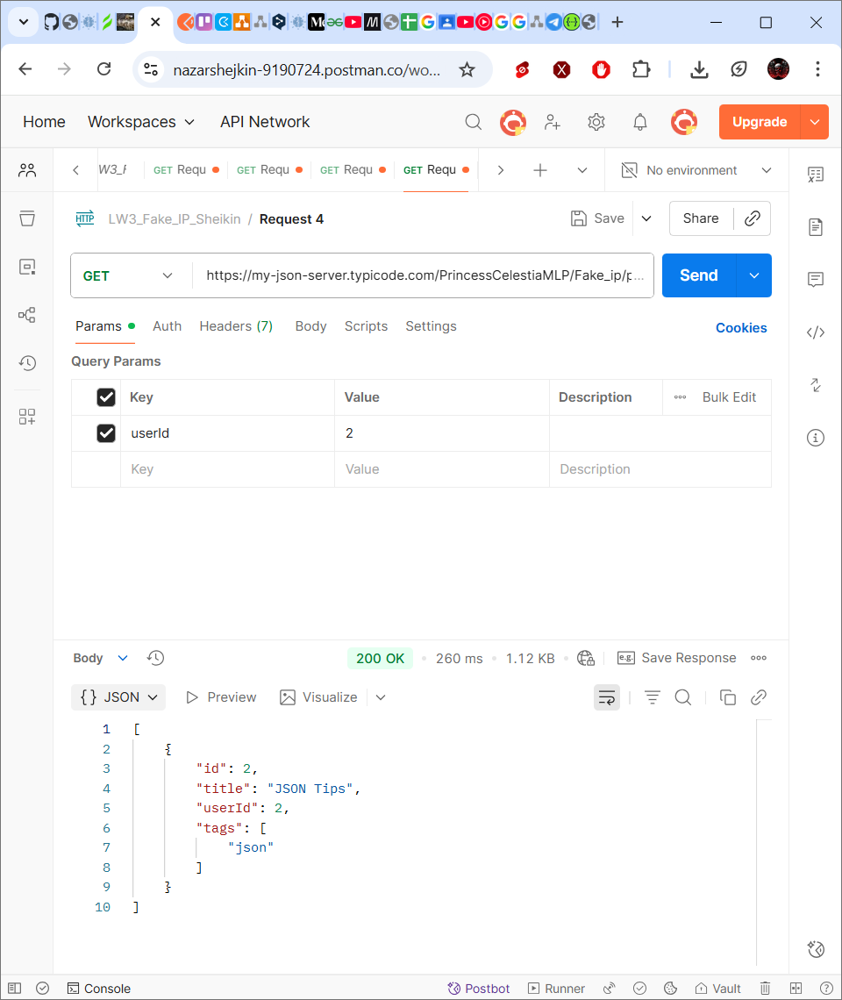 nazarshejkin-9190724.postman.co/wo...
Home Workspaces API Network Upgrade
W3_F GET Requ GET Requ GET Requ GET Requ No environment
HTTP LW3_Fake_IP_Sheikin / Request 4 Save Share
GET https://my-json-server.typicode.com/PrincessCelestiaMLP/Fake_ip/p... Send
Params Auth Headers (7) Body Scripts Settings Cookies
Query Params
Key Value Description Bulk Edit
userId 2
Key Value Description
Body 200 OK 260 ms 1.12 KB e.g. Save Response
{} JSON Preview Visualize
1 [
2 {
3 "id": 2,
4 "title": "JSON Tips",
5 "userId": 2,
6 "tags": [
7 "json"
8 ]
9 }
10 ]
Console Postbot Runner Vault